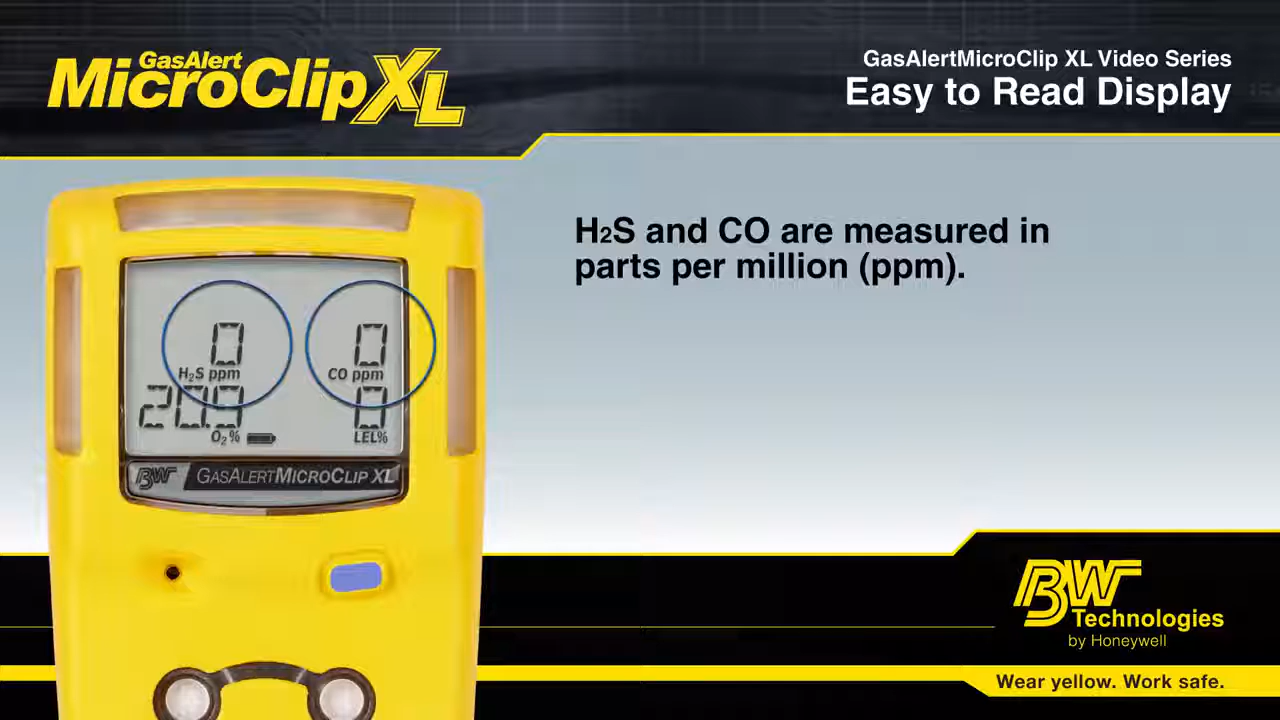 GasAlert
MicroClip XL
GasAlertMicroClip XL Video Series
Easy to Read Display
H₂S and CO are measured in
parts per million (ppm).
0 0
H₂S ppm CO ppm
20.9 0
O₂% LEL%
BW GASALERTMICROCLIP XL
BW
Technologies
by Honeywell
Wear yellow. Work safe.